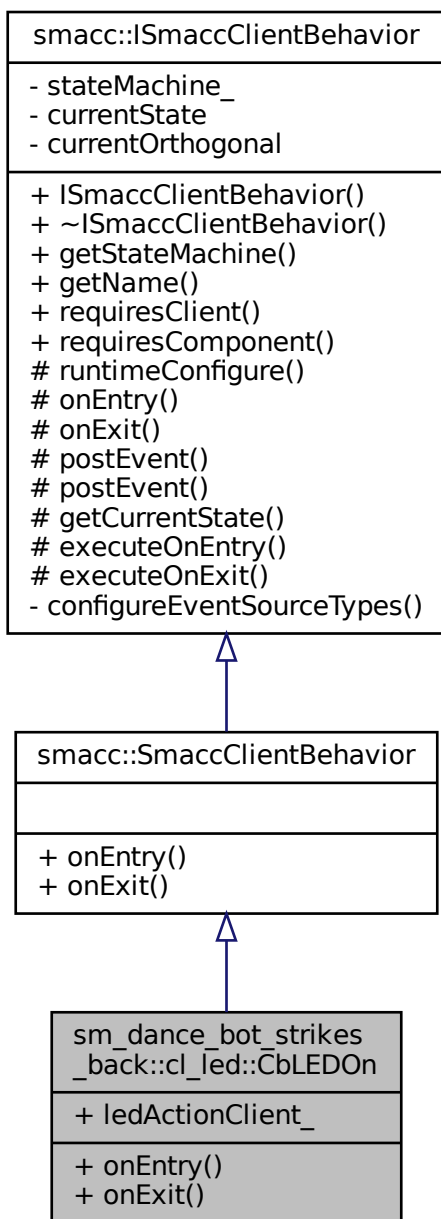 smacc::ISmaccClientBehavior
- stateMachine_
- currentState
- currentOrthogonal
+ ISmaccClientBehavior()
+ ~ISmaccClientBehavior()
+ getStateMachine()
+ getName()
+ requiresClient()
+ requiresComponent()
# runtimeConfigure()
# onEntry()
# onExit()
# postEvent()
# postEvent()
# getCurrentState()
# executeOnEntry()
# executeOnExit()
- configureEventSourceTypes()
smacc::SmaccClientBehavior
+ onEntry()
+ onExit()
sm_dance_bot_strikes
_back::cl_led::CbLEDOn
+ ledActionClient_
+ onEntry()
+ onExit()